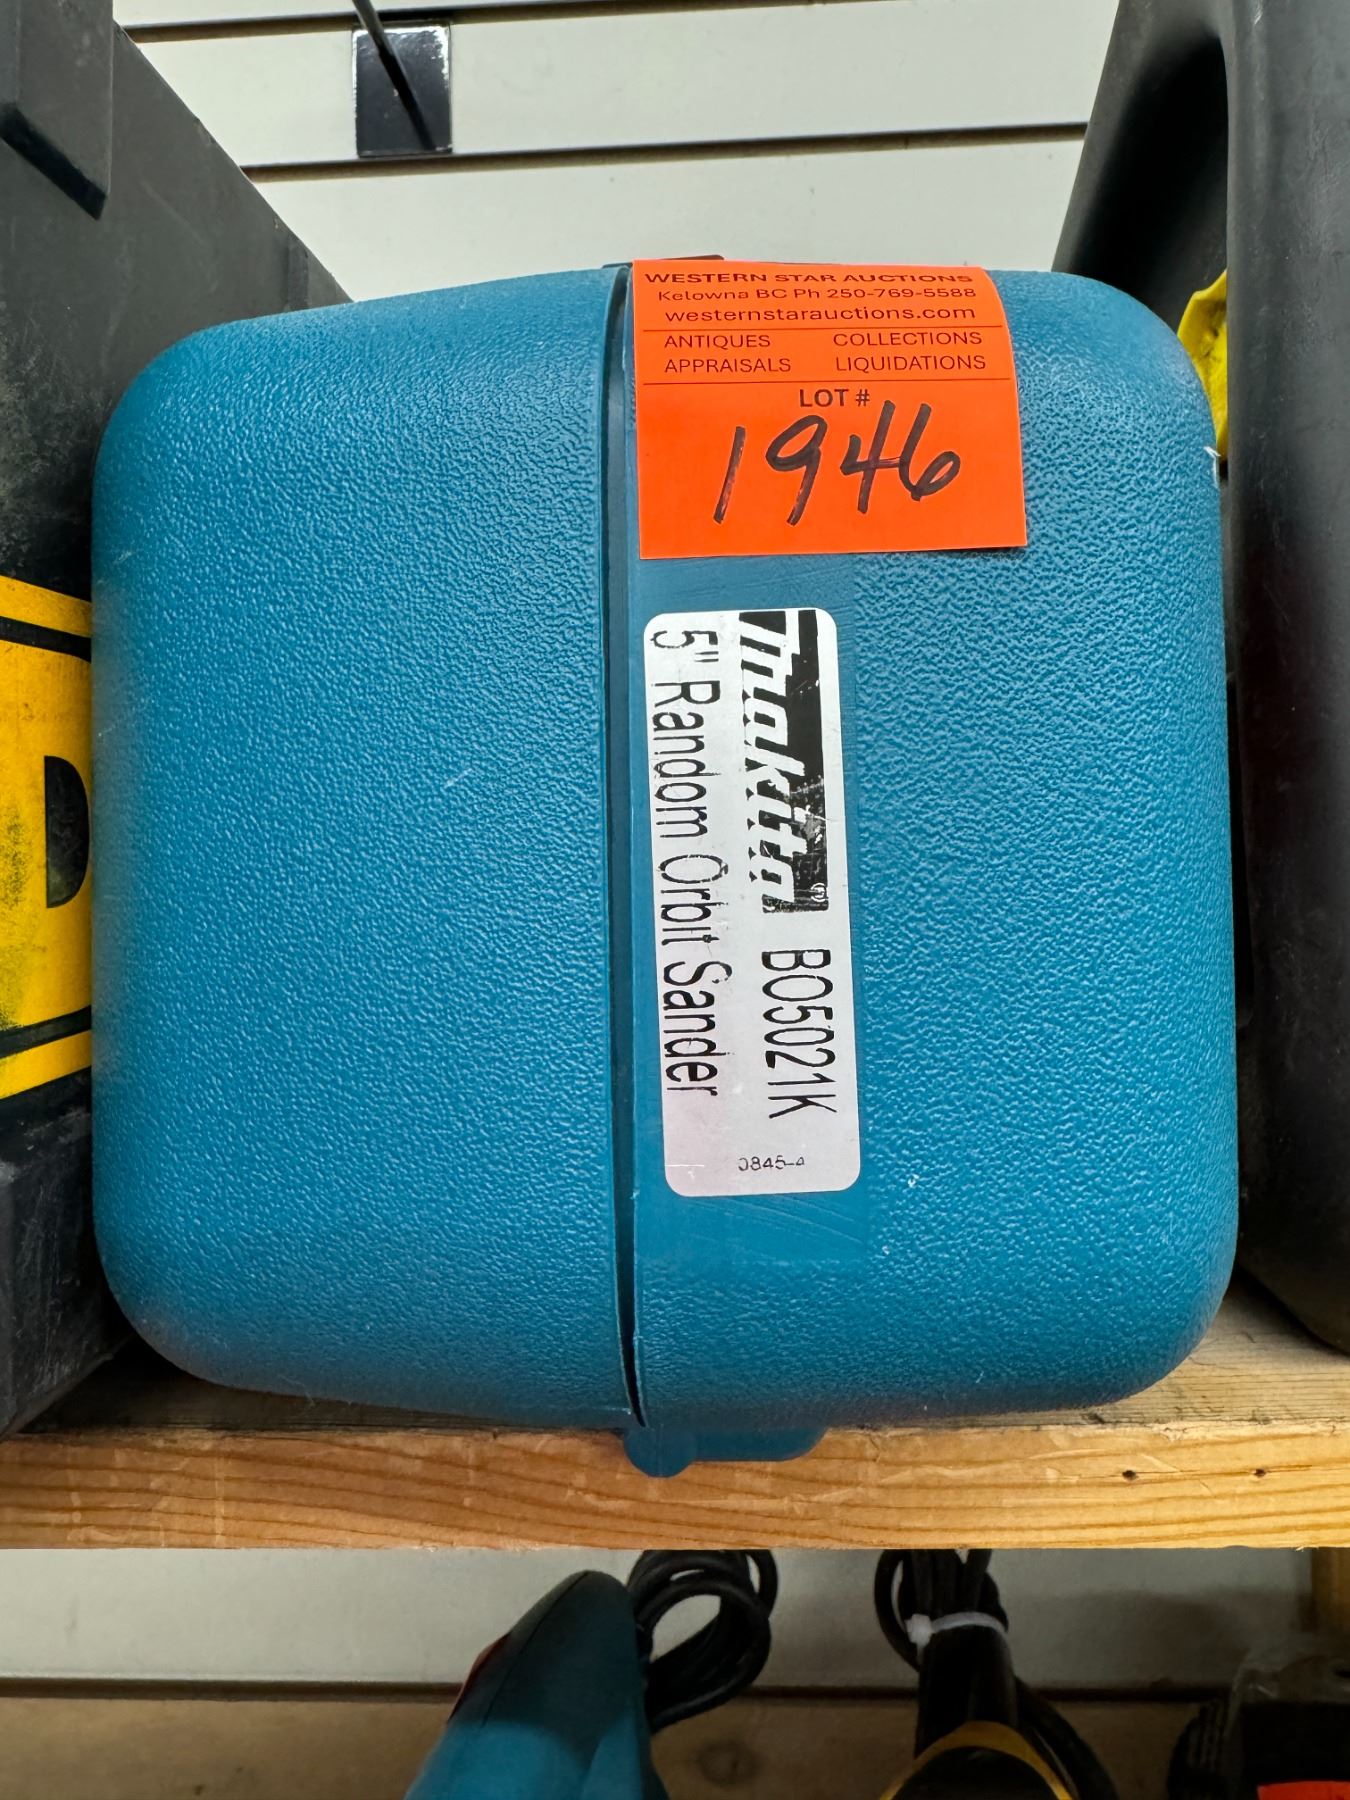 WESTERN STAR AUCTIONS
Kelowna BC Ph 250-769-5588
westernstarauctions.com
ANTIQUES COLLECTIONS
APPRAISALS LIQUIDATIONS
LOT #
1946
makita BO5021K
5" Random Orbit Sander
0845-4
D